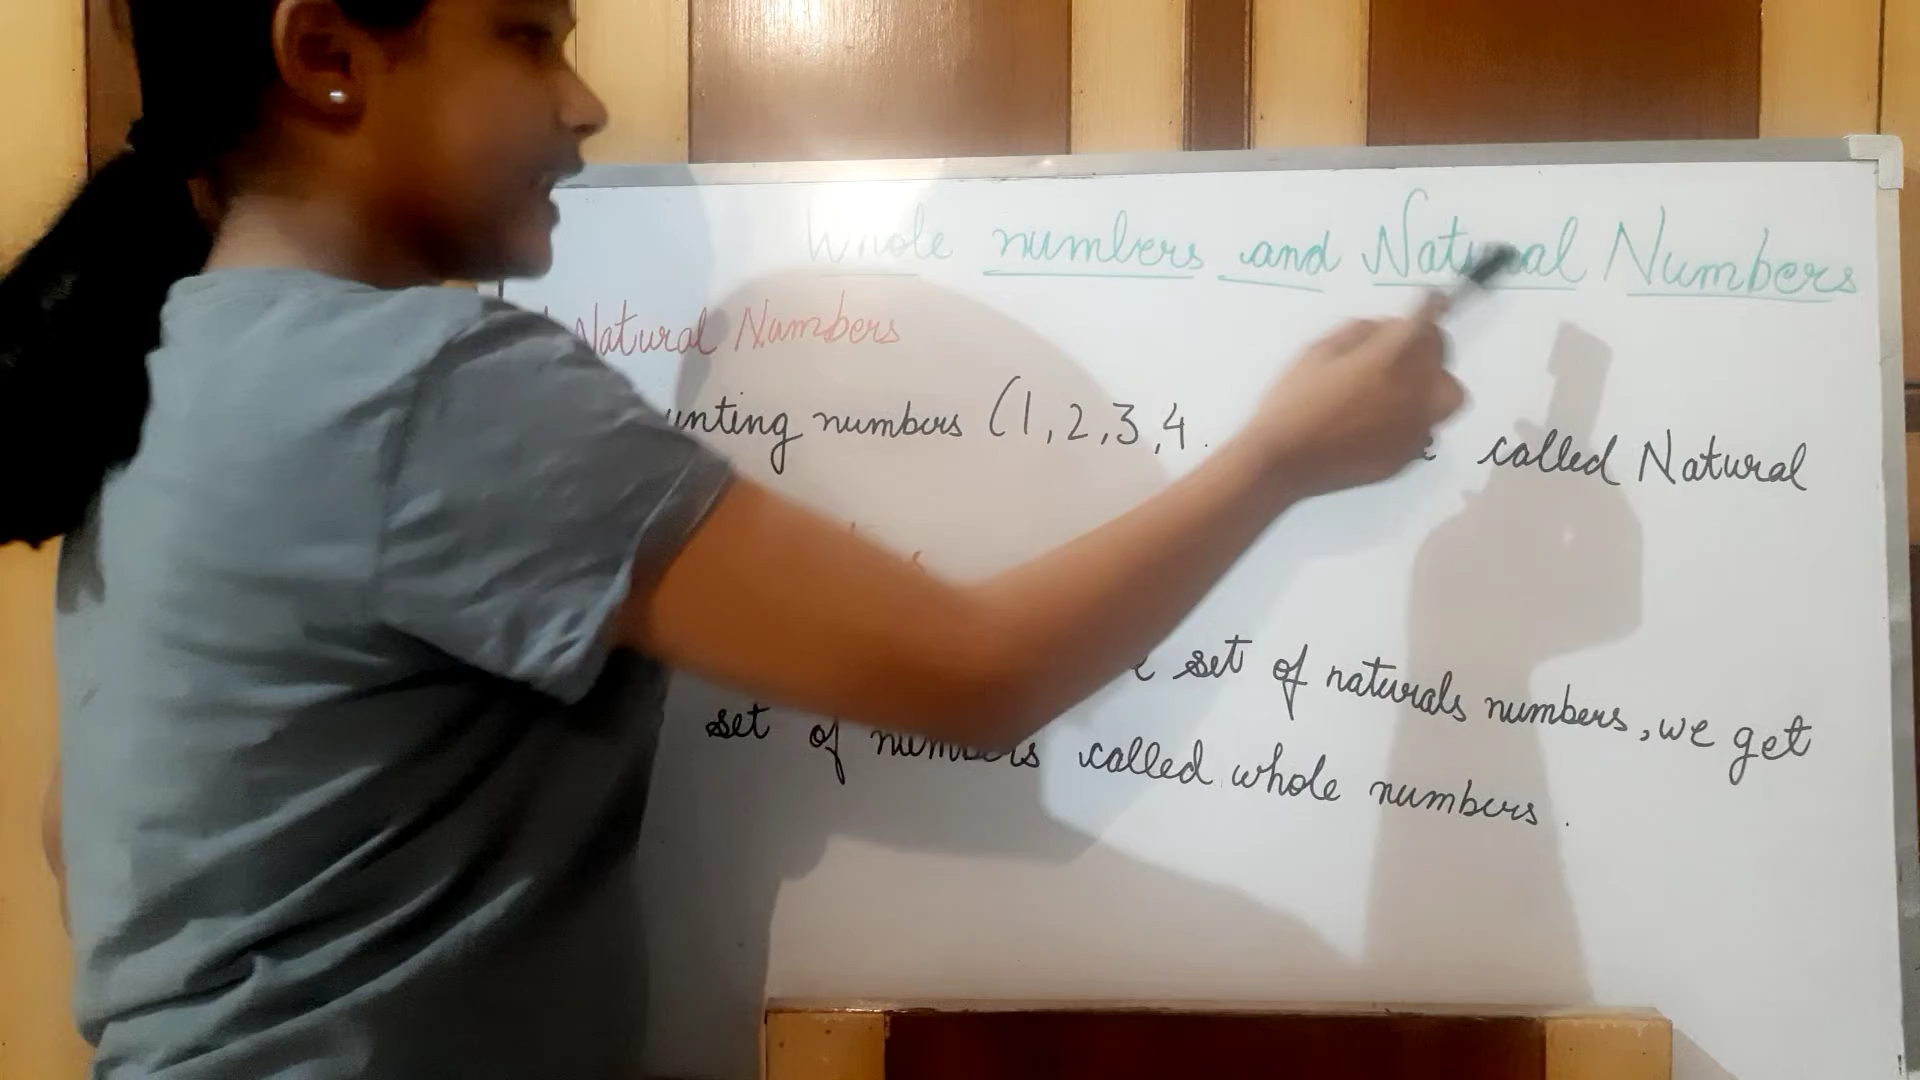 Whole numbers and Natural Numbers
Natural Numbers
unting numbers (1, 2, 3, 4 . called Natural
set of naturals numbers, we get
set of numbers called whole numbers.